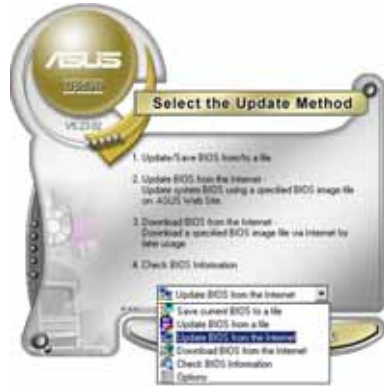 ASUS
Update
V6.23.02
Select the Update Method
1. Update/Save BIOS from/to a file
2. Update BIOS from the Internet -
Update system BIOS using a specified BIOS image file
on ASUS Web Site.
3. Download BIOS from the Internet -
Download a specified BIOS image file via Internet for
later usage.
4. Check BIOS Information
Update BIOS from the Internet
Save current BIOS to a file
Update BIOS from a file
Update BIOS from the Internet
Download BIOS from the Internet
Check BIOS Information
Options